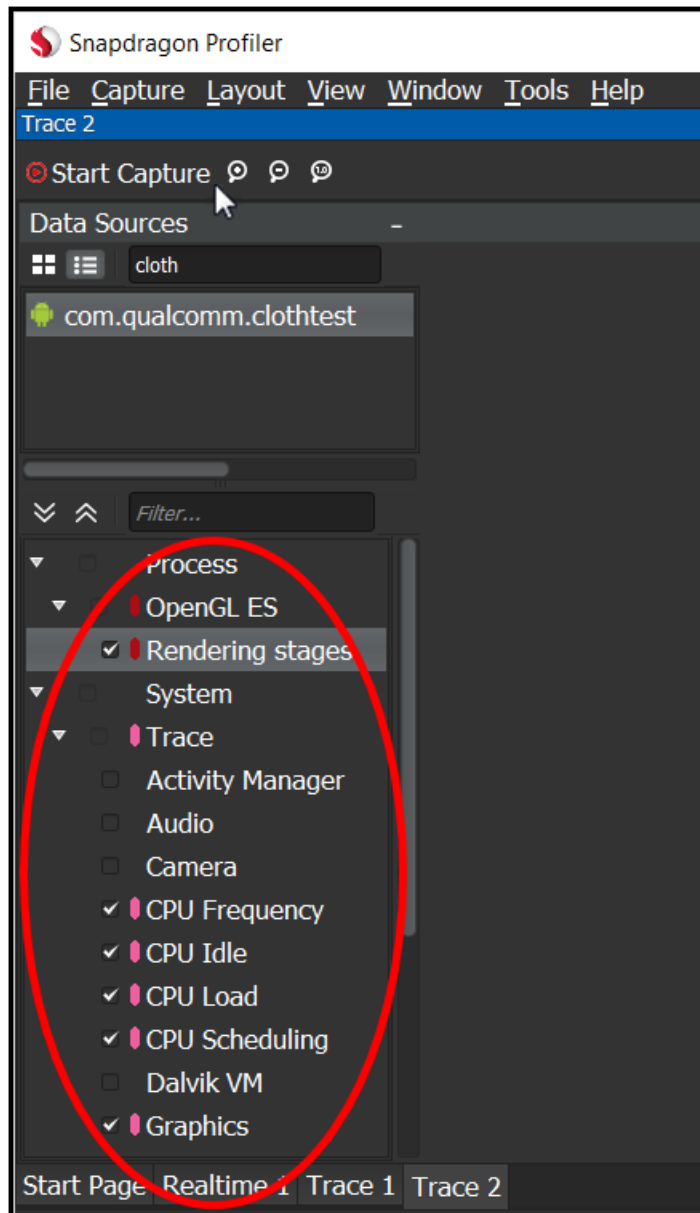 Snapdragon Profiler
File Capture Layout View Window Tools Help
Trace 2
Start Capture 1.0
Data Sources
cloth
com.qualcomm.clothtest
Filter...
Process
OpenGL ES
Rendering stages
System
Trace
Activity Manager
Audio
Camera
CPU Frequency
CPU Idle
CPU Load
CPU Scheduling
Dalvik VM
Graphics
Start Page Realtime 1 Trace 1 Trace 2